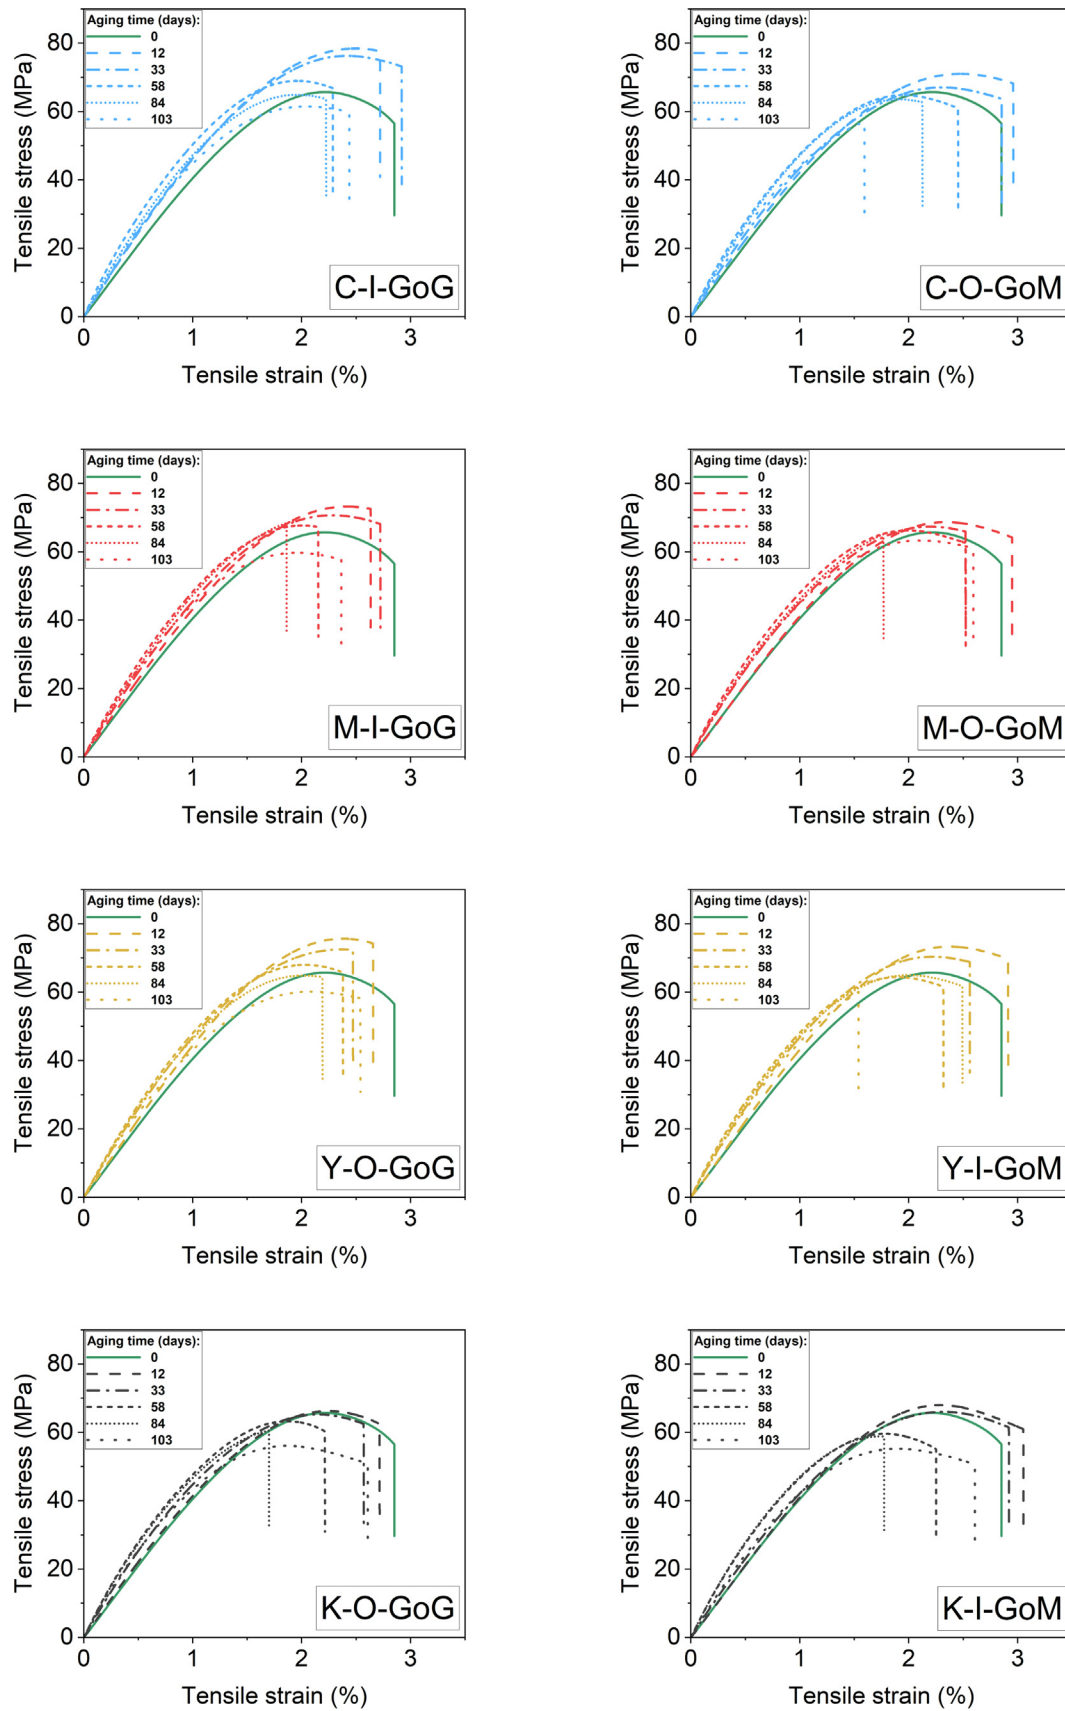 Aging time (days):
0
12
33
58
84
103
80
60
40
20
0
Tensile stress (MPa)
C-I-GoG
0 1 2 3
Tensile strain (%)
Aging time (days):
0
12
33
58
84
103
80
60
40
20
0
Tensile stress (MPa)
C-O-GoM
0 1 2 3
Tensile strain (%)
Aging time (days):
0
12
33
58
84
103
80
60
40
20
0
Tensile stress (MPa)
M-I-GoG
0 1 2 3
Tensile strain (%)
Aging time (days):
0
12
33
58
84
103
80
60
40
20
0
Tensile stress (MPa)
M-O-GoM
0 1 2 3
Tensile strain (%)
Aging time (days):
0
12
33
58
84
103
80
60
40
20
0
Tensile stress (MPa)
Y-O-GoG
0 1 2 3
Tensile strain (%)
Aging time (days):
0
12
33
58
84
103
80
60
40
20
0
Tensile stress (MPa)
Y-I-GoM
0 1 2 3
Tensile strain (%)
Aging time (days):
0
12
33
58
84
103
80
60
40
20
0
Tensile stress (MPa)
K-O-GoG
0 1 2 3
Tensile strain (%)
Aging time (days):
0
12
33
58
84
103
80
60
40
20
0
Tensile stress (MPa)
K-I-GoM
0 1 2 3
Tensile strain (%)